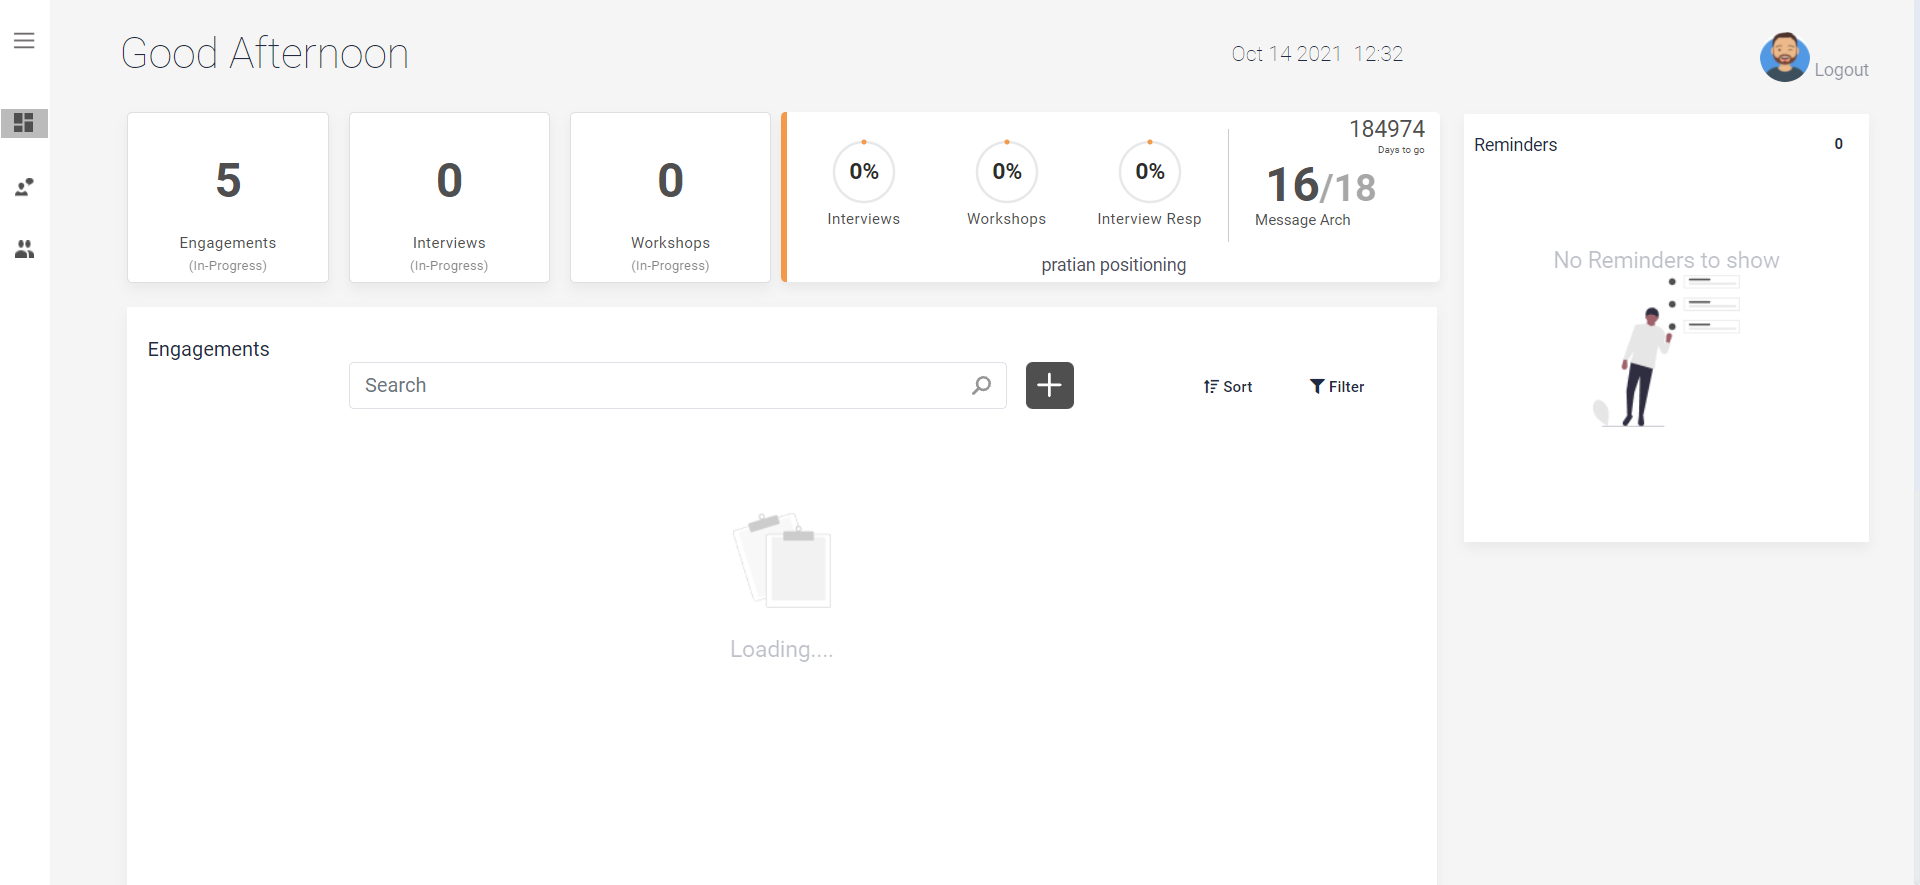 Good Afternoon
Oct 14 2021 12:32
Logout
5
Engagements
(In-Progress)
0
Interviews
(In-Progress)
0
Workshops
(In-Progress)
0%
Interviews
0%
Workshops
0%
Interview Resp
184974
Days to go
16/18
Message Arch
pratian positioning
Reminders
0
No Reminders to show
Engagements
Search
Sort
Filter
Loading....